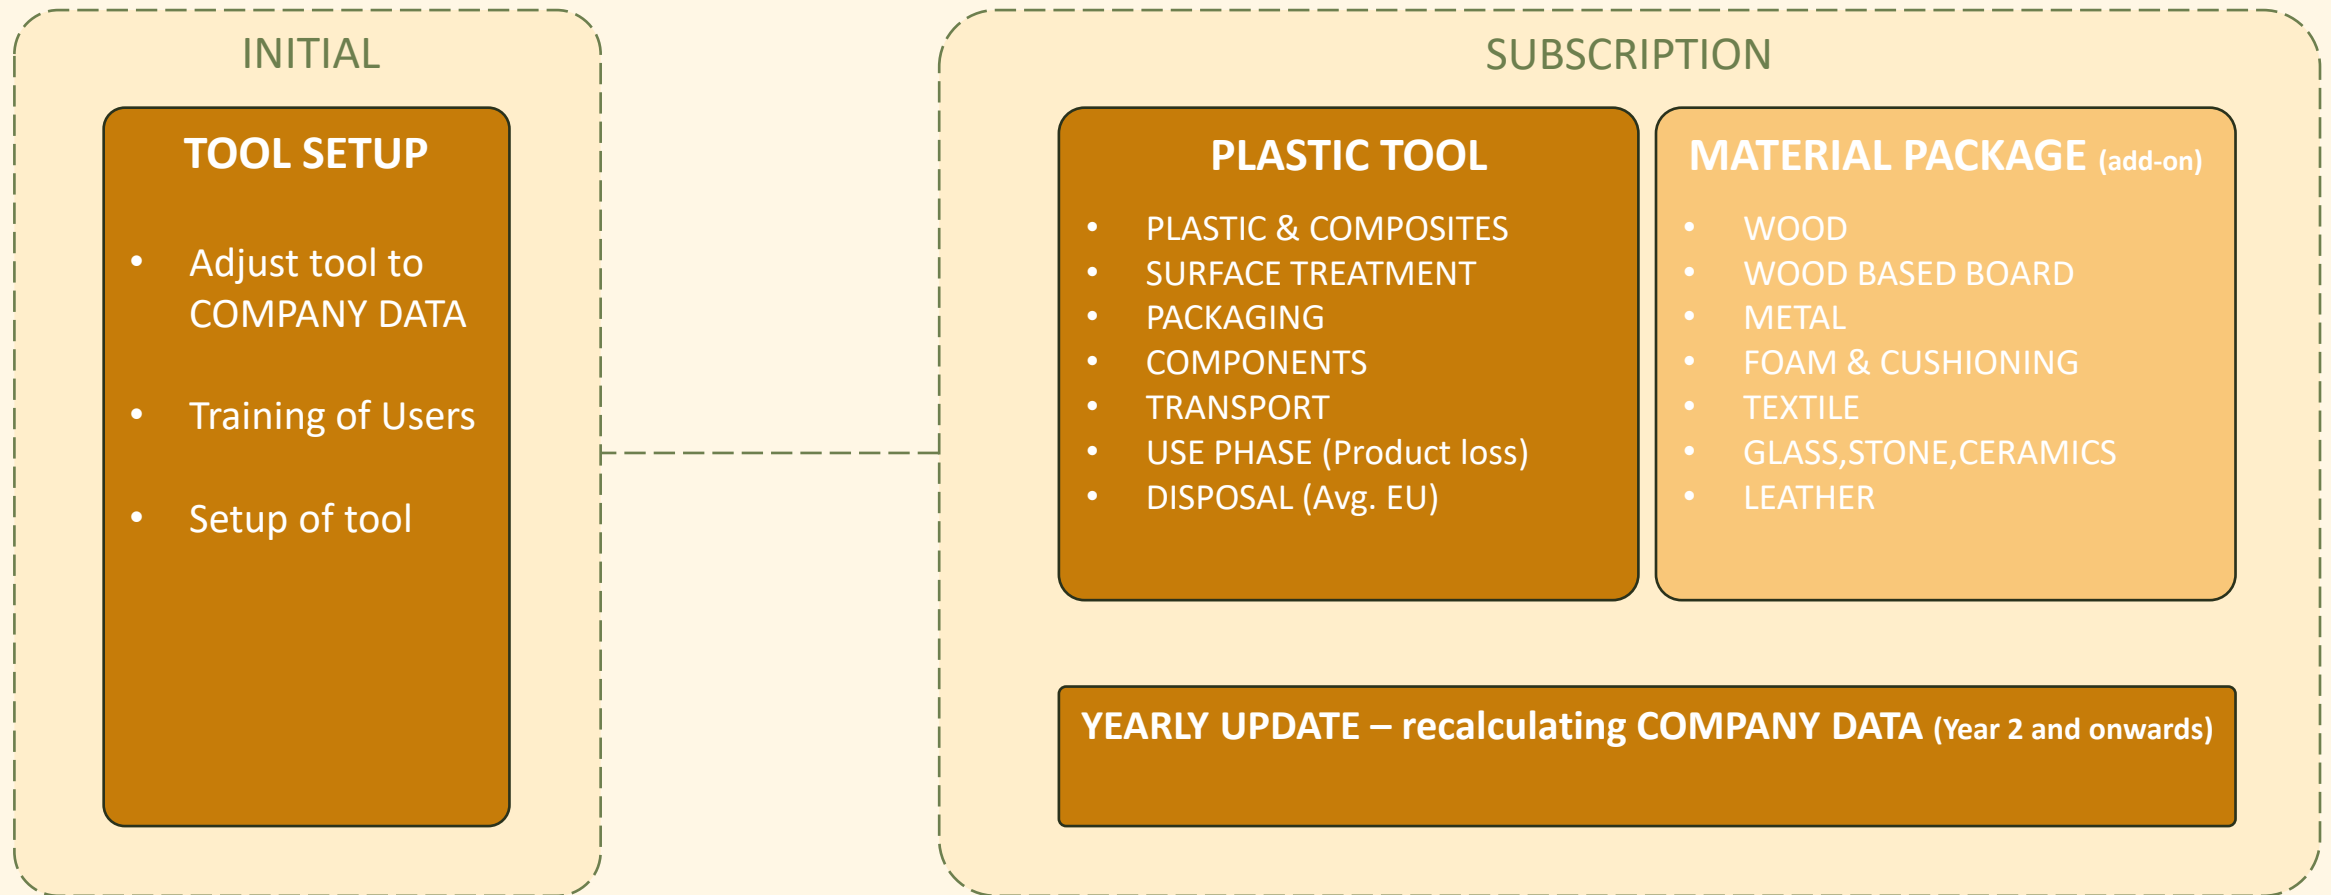 INITIAL
TOOL SETUP
• Adjust tool to
COMPANY DATA
• Training of Users
• Setup of tool
SUBSCRIPTION
PLASTIC TOOL
• PLASTIC & COMPOSITES
• SURFACE TREATMENT
• PACKAGING
• COMPONENTS
• TRANSPORT
• USE PHASE (Product loss)
• DISPOSAL (Avg. EU)
MATERIAL PACKAGE (add-on)
• WOOD
• WOOD BASED BOARD
• METAL
• FOAM & CUSHIONING
• TEXTILE
• GLASS,STONE,CERAMICS
• LEATHER
YEARLY UPDATE – recalculating COMPANY DATA (Year 2 and onwards)